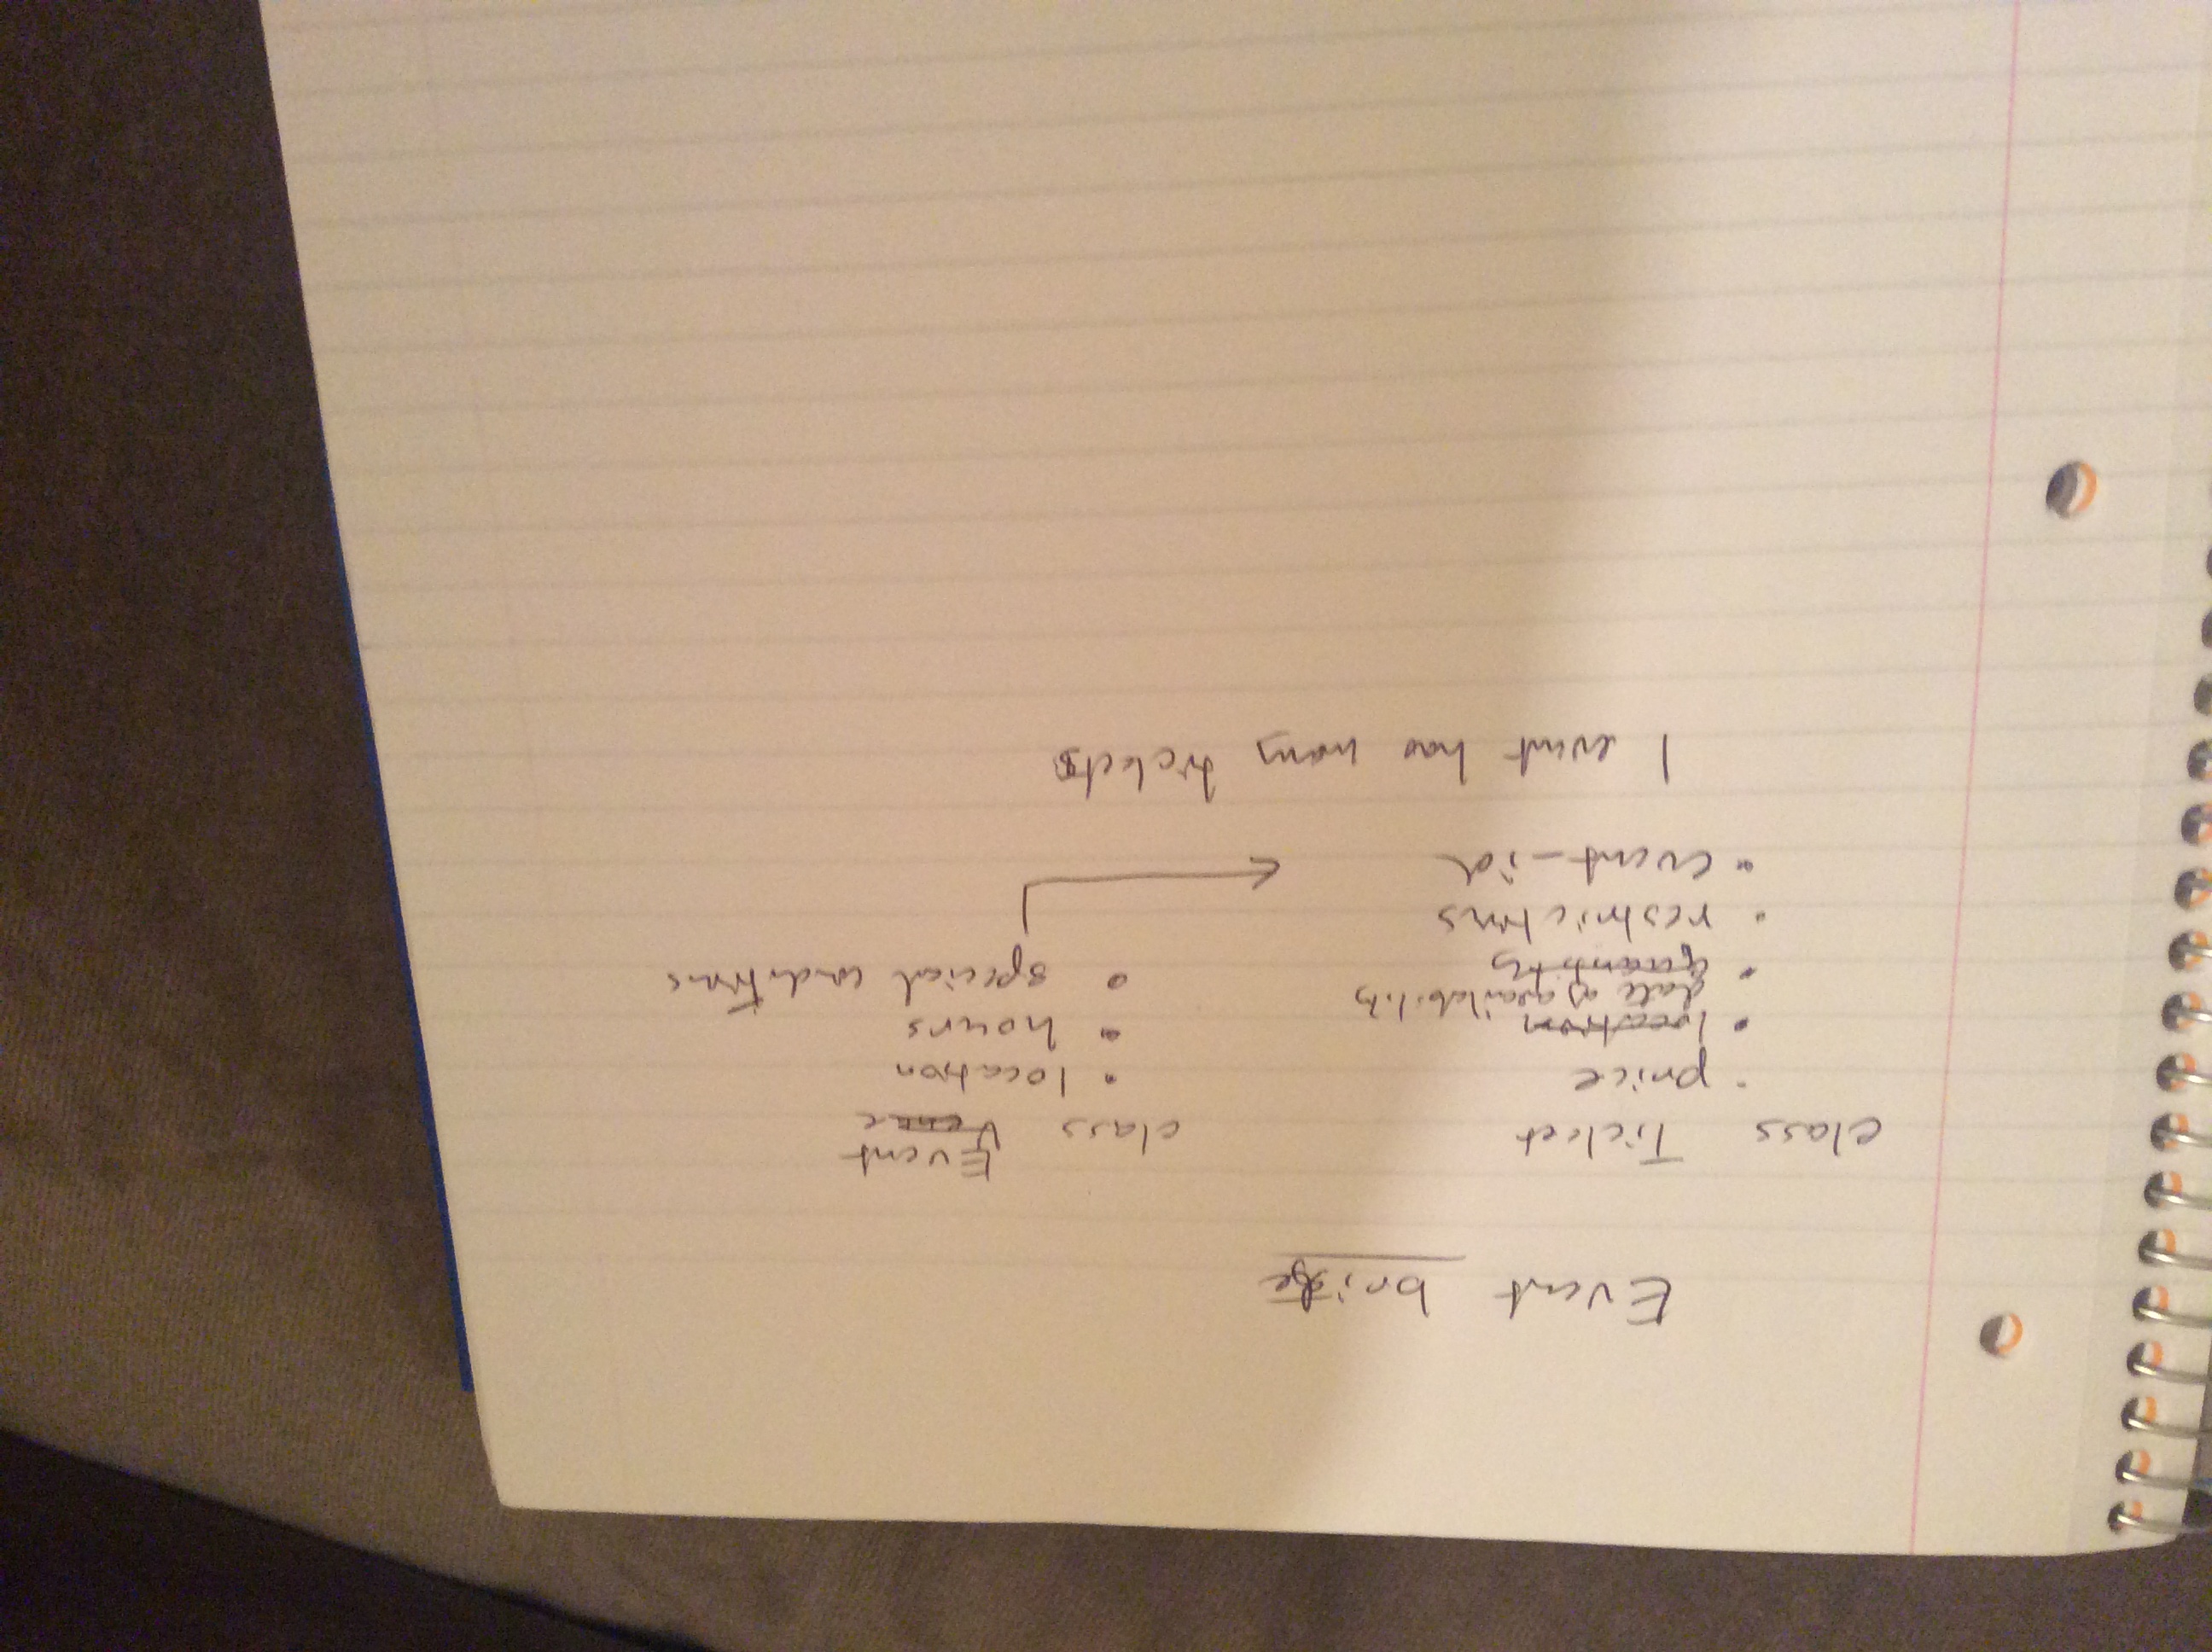 Event brite
class Ticket
• price
• location
date of availability
• quantity
• restrictions
• event_id
class Event
Venue
• location
• hours
• special conditions
1 event has many tickets